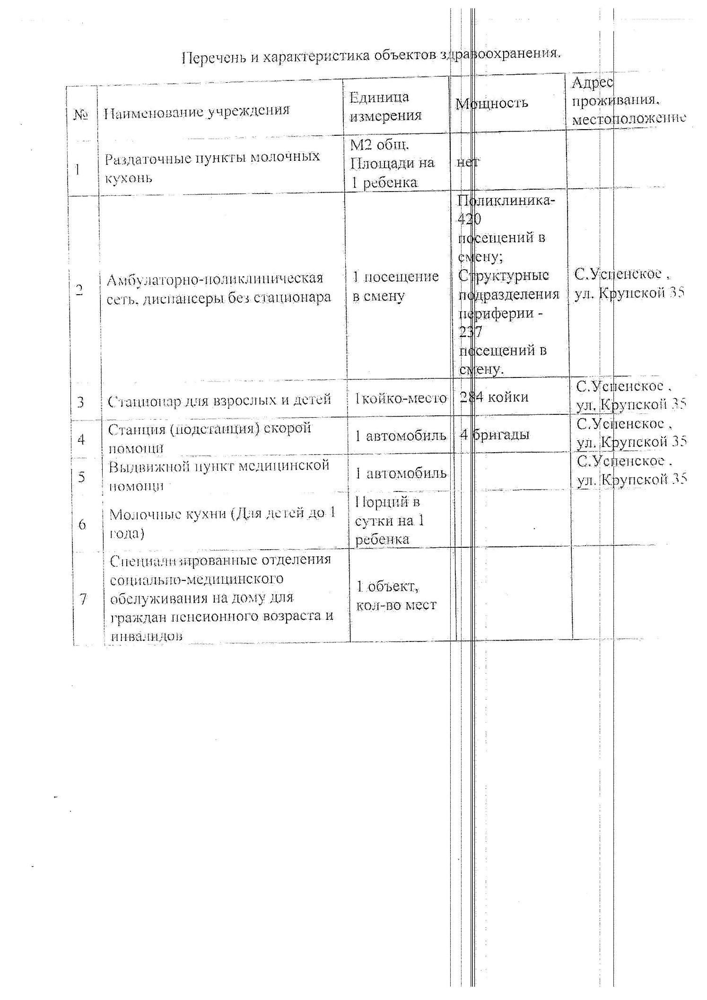 Перечень и характеристика объектов здравоохранения.
№
Наименование учреждения
Единица
измерения
Мощность
Адрес
проживания,
местоположение
1
Раздаточные пункты молочных
кухонь
М2 общ.
Площади на
1 ребенка
нет
2
Амбулаторно-поликлиническая
сеть, диспансеры без стационара
1 посещение
в смену
Поликлиника-
420
посещений в
смену;
Структурные
подразделения
периферии -
237
посещений в
смену.
С.Успенское ,
ул. Крупской 35
3
Стационар для взрослых и детей
1койко-место
284 койки
С.Успенское ,
ул. Крупской 35
4
Станция (подстанция) скорой
помощи
1 автомобиль
4 бригады
С.Успенское ,
ул. Крупской 35
5
Выдвижной пункт медицинской
помощи
1 автомобиль
С.Успенское ,
ул. Крупской 35
6
Молочные кухни (Для детей до 1
года)
Порций в
сутки на 1
ребенка
7
Специализированные отделения
социально-медицинского
обслуживания на дому для
граждан пенсионного возраста и
инвалидов
1 объект,
кол-во мест